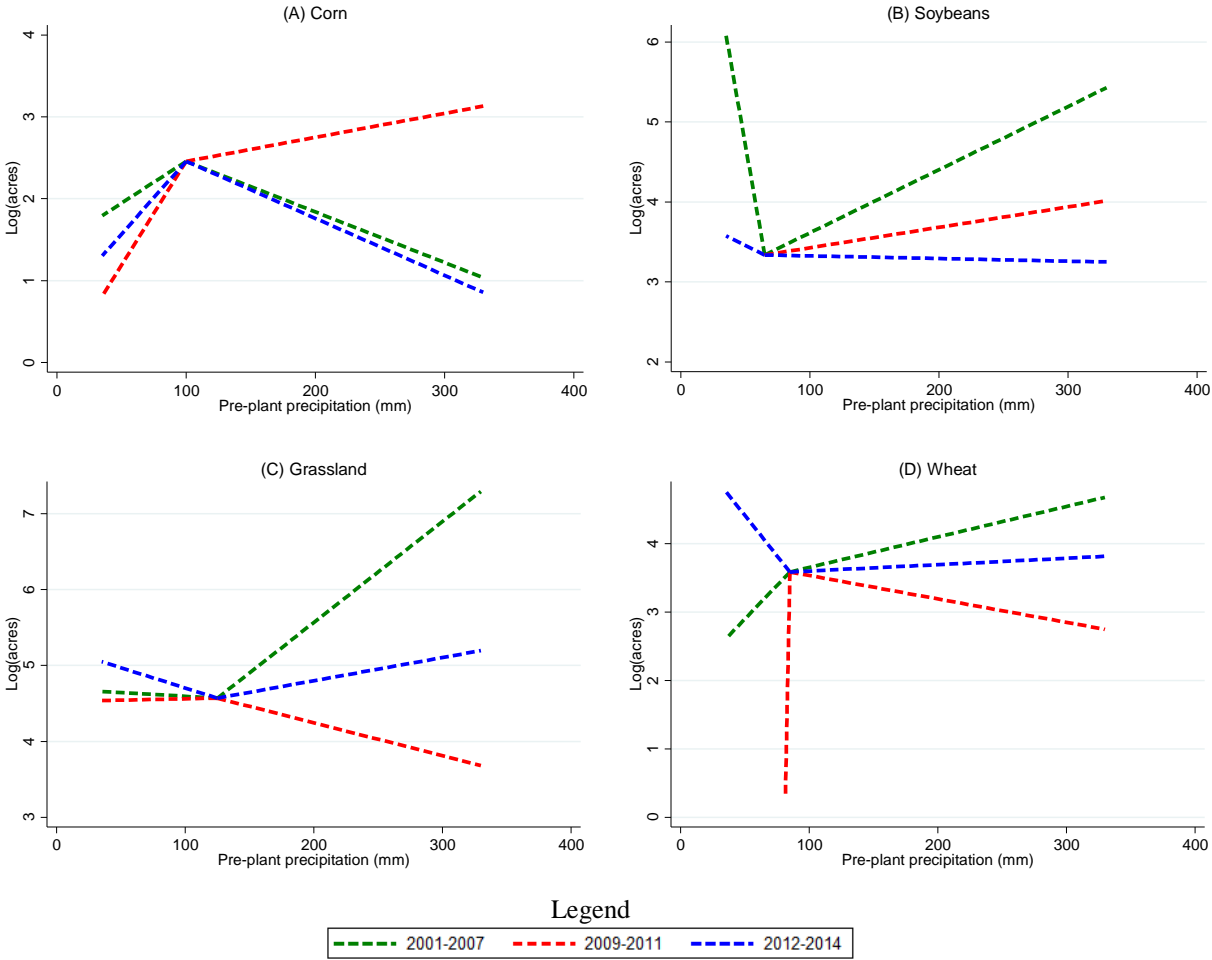 (A) Corn
Log(acres)
4
3
2
1
0
0 100 200 300 400
Pre-plant precipitation (mm)
(B) Soybeans
Log(acres)
6
5
4
3
2
0 100 200 300 400
Pre-plant precipitation (mm)
(C) Grassland
Log(acres)
7
6
5
4
3
0 100 200 300 400
Pre-plant precipitation (mm)
(D) Wheat
Log(acres)
4
3
2
1
0
0 100 200 300 400
Pre-plant precipitation (mm)
Legend
2001-2007 2009-2011 2012-2014